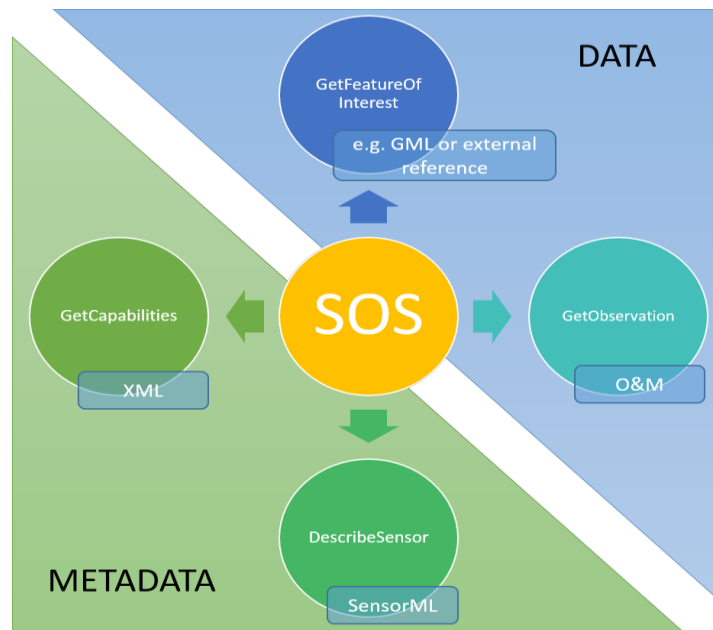 DATA
GetFeatureOf
Interest
e.g. GML or external
reference
GetCapabilities
XML
SOS
GetObservation
O&M
DescribeSensor
SensorML
METADATA